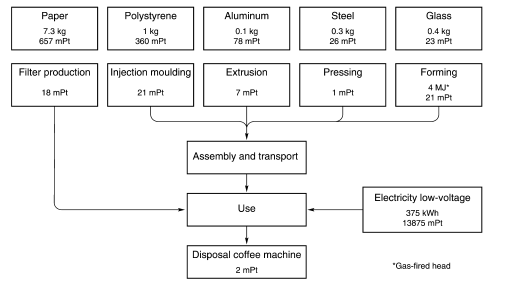 Paper
7.3 kg
657 mPt
Polystyrene
1 kg
360 mPt
Aluminum
0.1 kg
78 mPt
Steel
0.3 kg
26 mPt
Glass
0.4 kg
23 mPt
Filter production
18 mPt
Injection moulding
21 mPt
Extrusion
7 mPt
Pressing
1 mPt
Forming
4 MJ*
21 mPt
Assembly and transport
Use
Electricity low-voltage
375 kWh
13875 mPt
Disposal coffee machine
2 mPt
*Gas-fired head